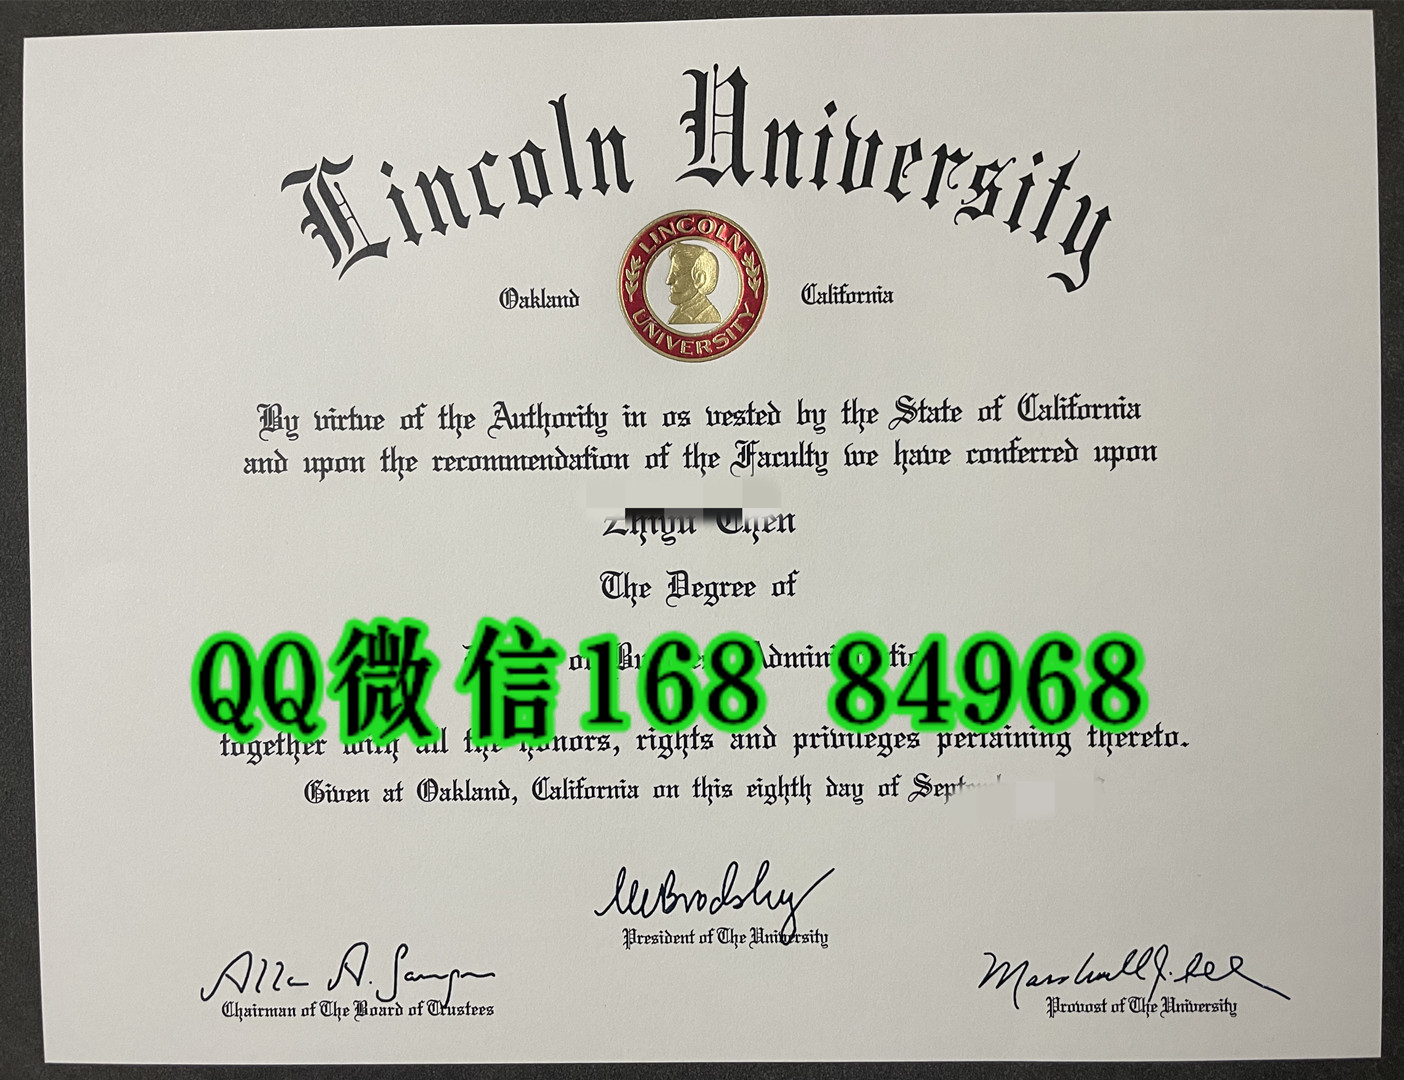 Lincoln University
LINCOLN UNIVERSITY
Oakland California
By virtue of the Authority in us vested by the State of California
and upon the recommendation of the Faculty we have conferred upon
Zhiyu Chen
The Degree of
QQ微信168 84968
together with all the honors, rights and privileges pertaining thereto.
Given at Oakland, California on this eighth day of
President of The University
Chairman of The Board of Trustees
Provost of The University